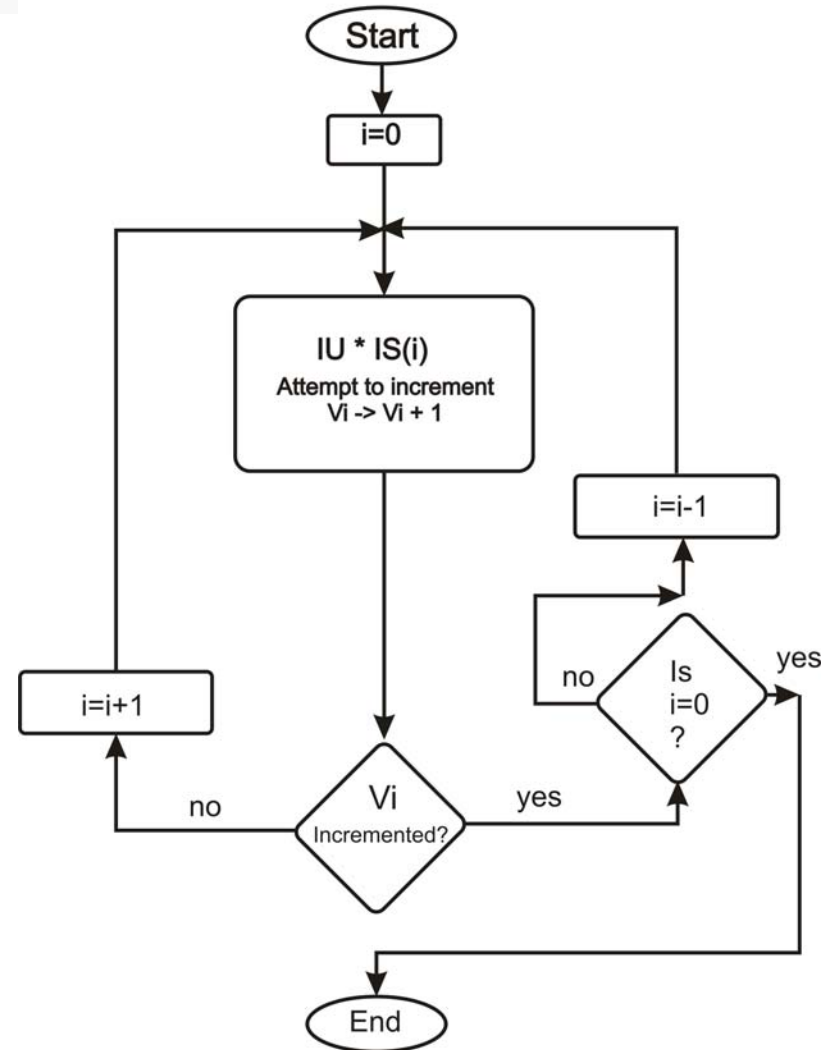 Start
i=0
IU * IS(i)
Attempt to increment
Vi -> Vi + 1
i=i-1
no
Is
i=0
?
yes
i=i+1
no
Vi
Incremented?
yes
End